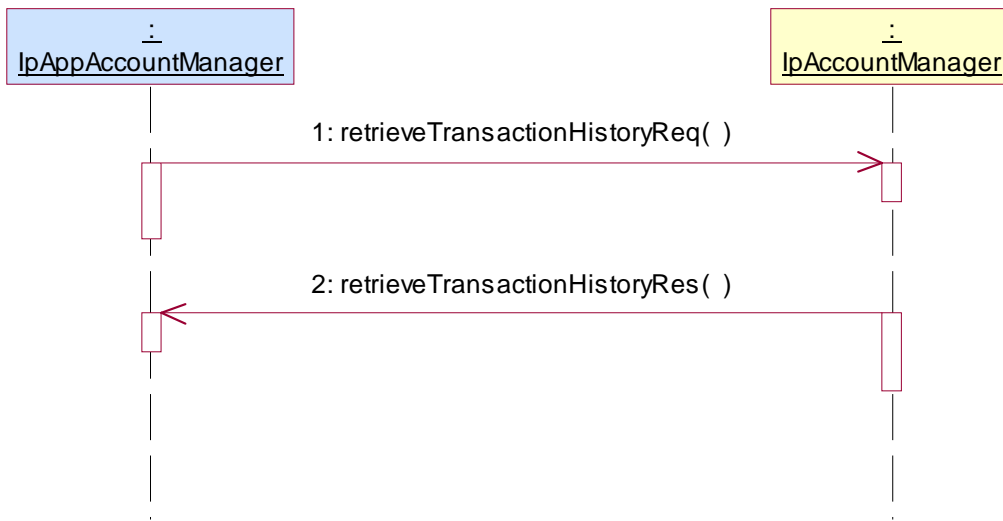 :
IpAppAccountManager
:
IpAccountManager
1: retrieveTransactionHistoryReq( )
2: retrieveTransactionHistoryRes( )